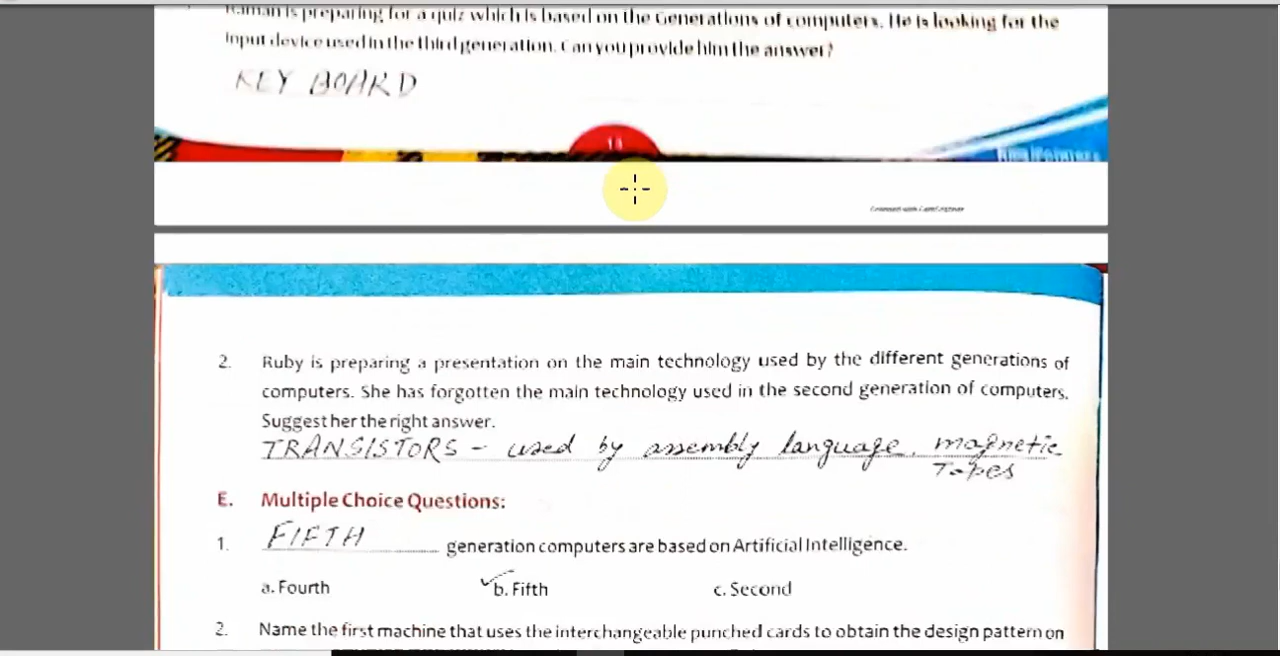 Raman is preparing for a quiz which is based on the Generations of computers. He is looking for the
input device used in the third generation. Can you provide him the answer?
KEY BOARD
2. Ruby is preparing a presentation on the main technology used by the different generations of
computers. She has forgotten the main technology used in the second generation of computers.
Suggest her the right answer.
TRANSISTORS - used by assembly language, magnetic
Tapes
E. Multiple Choice Questions:
1. FIFTH generation computers are based on Artificial Intelligence.
a. Fourth b. Fifth c. Second
2. Name the first machine that uses the interchangeable punched cards to obtain the design pattern on